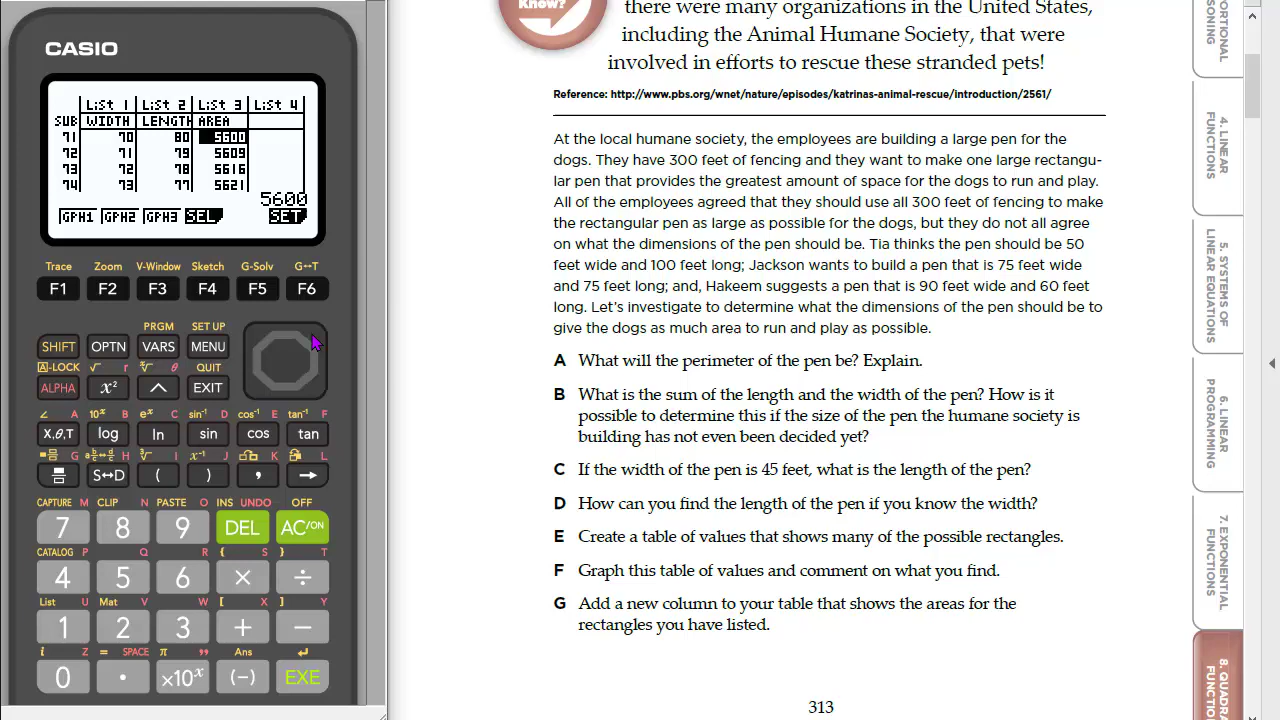 CASIO
List 1 List 2 List 3 List 4
SUB WIDTH LENGTH AREA
71 70 80 5600
72 71 79 5609
73 72 78 5616
74 73 77 5621
5600
GPH1 GPH2 GPH3 SEL SET
Trace Zoom V-Window Sketch G-Solv G↔T
F1 F2 F3 F4 F5 F6
PRGM SET UP
SHIFT OPTN VARS MENU
A-LOCK √ r ˣ√ θ QUIT
ALPHA x² ^ EXIT
∠ A 10ˣ B eˣ C sin⁻¹ D cos⁻¹ E tan⁻¹ F
X,θ,T log ln sin cos tan
G H ³√ I x⁻¹ J K L
S↔D ( ) , →
CAPTURE M CLIP N PASTE O INS UNDO OFF
7 8 9 DEL AC/ON
CATALOG P Q R { S } T
4 5 6 × ÷
List U Mat V W [ X ] Y
1 2 3 + −
i Z = SPACE π ” Ans ↵
0 . ×10ˣ (−) EXE
Know?
there were many organizations in the United States,
including the Animal Humane Society, that were
involved in efforts to rescue these stranded pets!
Reference: http://www.pbs.org/wnet/nature/episodes/katrinas-animal-rescue/introduction/2561/
At the local humane society, the employees are building a large pen for the
dogs. They have 300 feet of fencing and they want to make one large rectangu-
lar pen that provides the greatest amount of space for the dogs to run and play.
All of the employees agreed that they should use all 300 feet of fencing to make
the rectangular pen as large as possible for the dogs, but they do not all agree
on what the dimensions of the pen should be. Tia thinks the pen should be 50
feet wide and 100 feet long; Jackson wants to build a pen that is 75 feet wide
and 75 feet long; and, Hakeem suggests a pen that is 90 feet wide and 60 feet
long. Let's investigate to determine what the dimensions of the pen should be to
give the dogs as much area to run and play as possible.
A What will the perimeter of the pen be? Explain.
B What is the sum of the length and the width of the pen? How is it
possible to determine this if the size of the pen the humane society is
building has not even been decided yet?
C If the width of the pen is 45 feet, what is the length of the pen?
D How can you find the length of the pen if you know the width?
E Create a table of values that shows many of the possible rectangles.
F Graph this table of values and comment on what you find.
G Add a new column to your table that shows the areas for the
rectangles you have listed.
313
4. LINEAR
FUNCTIONS
5. SYSTEMS OF
LINEAR EQUATIONS
6. LINEAR
PROGRAMMING
7. EXPONENTIAL
FUNCTIONS